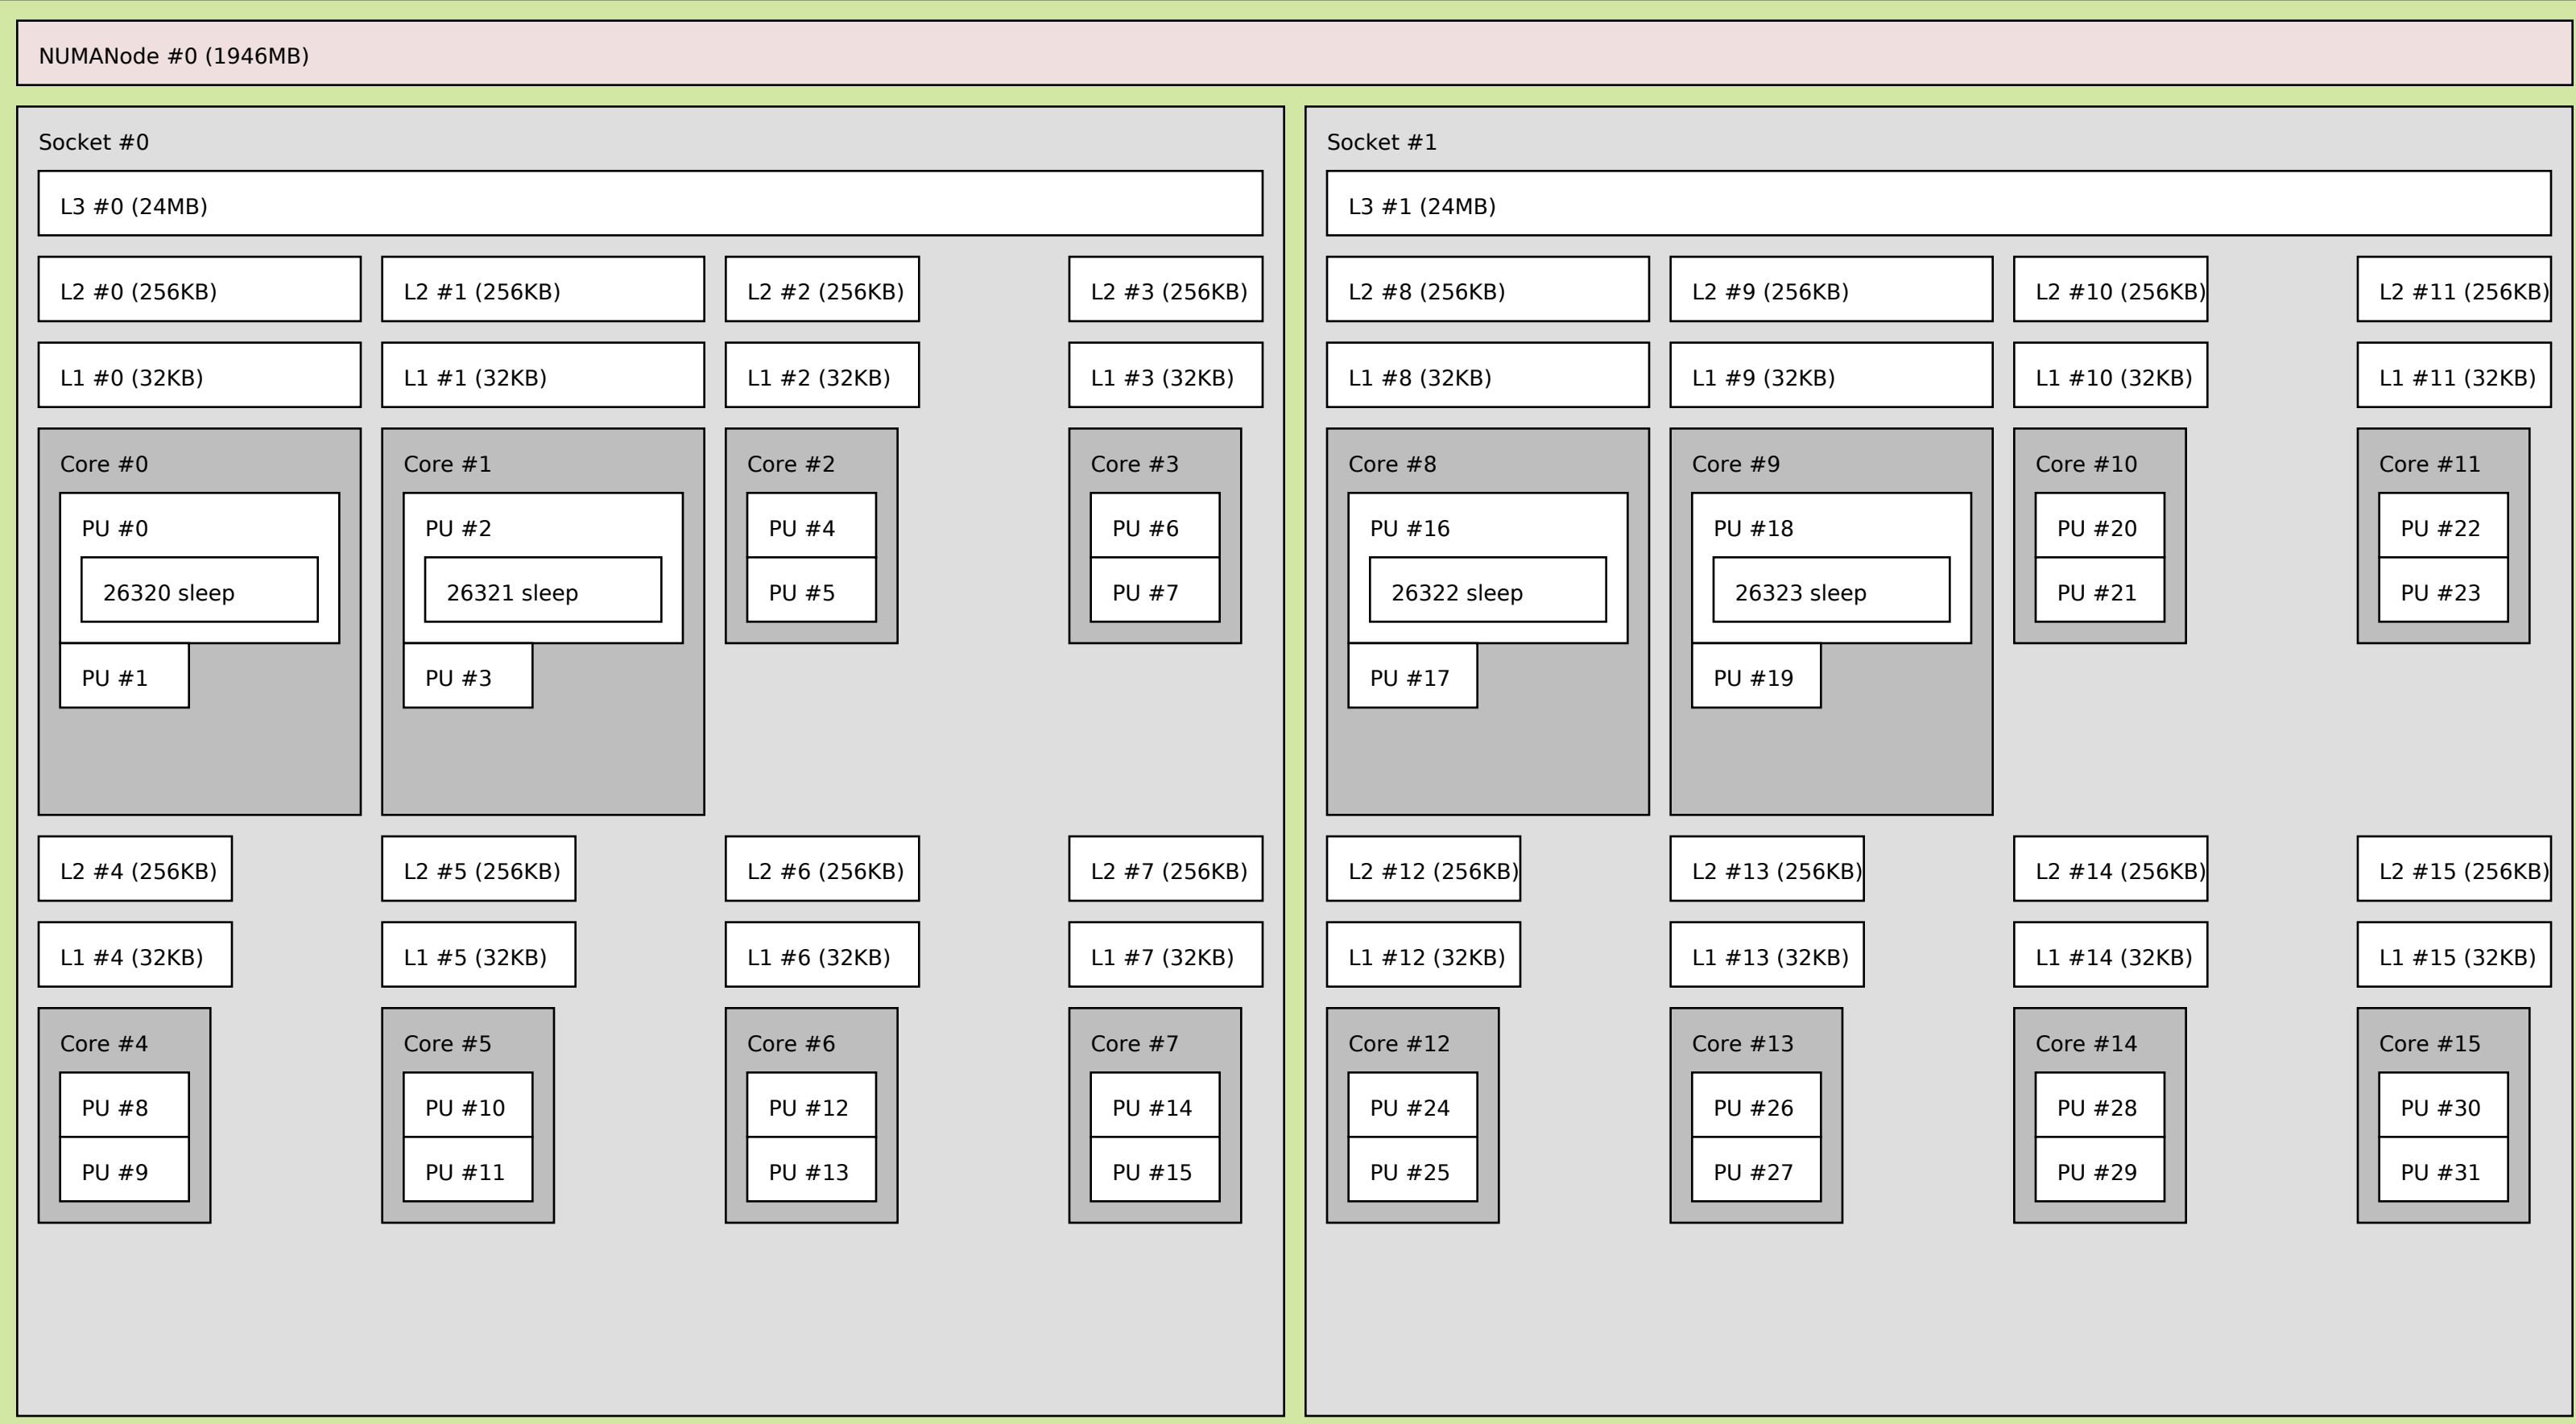 NUMANode #0 (1946MB)
Socket #0
L3 #0 (24MB)
L2 #0 (256KB)
L2 #1 (256KB)
L2 #2 (256KB)
L2 #3 (256KB)
L1 #0 (32KB)
L1 #1 (32KB)
L1 #2 (32KB)
L1 #3 (32KB)
Core #0
PU #0
26320 sleep
PU #1
Core #1
PU #2
26321 sleep
PU #3
Core #2
PU #4
PU #5
Core #3
PU #6
PU #7
L2 #4 (256KB)
L2 #5 (256KB)
L2 #6 (256KB)
L2 #7 (256KB)
L1 #4 (32KB)
L1 #5 (32KB)
L1 #6 (32KB)
L1 #7 (32KB)
Core #4
PU #8
PU #9
Core #5
PU #10
PU #11
Core #6
PU #12
PU #13
Core #7
PU #14
PU #15
Socket #1
L3 #1 (24MB)
L2 #8 (256KB)
L2 #9 (256KB)
L2 #10 (256KB)
L2 #11 (256KB)
L1 #8 (32KB)
L1 #9 (32KB)
L1 #10 (32KB)
L1 #11 (32KB)
Core #8
PU #16
26322 sleep
PU #17
Core #9
PU #18
26323 sleep
PU #19
Core #10
PU #20
PU #21
Core #11
PU #22
PU #23
L2 #12 (256KB)
L2 #13 (256KB)
L2 #14 (256KB)
L2 #15 (256KB)
L1 #12 (32KB)
L1 #13 (32KB)
L1 #14 (32KB)
L1 #15 (32KB)
Core #12
PU #24
PU #25
Core #13
PU #26
PU #27
Core #14
PU #28
PU #29
Core #15
PU #30
PU #31